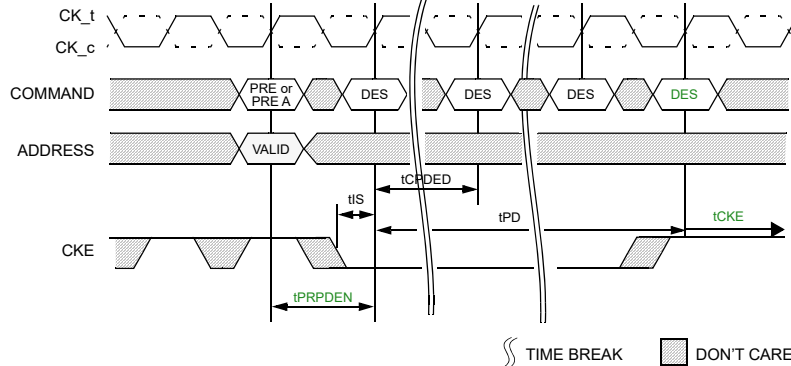 CK_t
CK_c
COMMAND
PRE or
PRE A
DES
DES
DES
DES
ADDRESS
VALID
tCPDED
tIS
tPD
tCKE
CKE
tPRPDEN
TIME BREAK
DON'T CARE